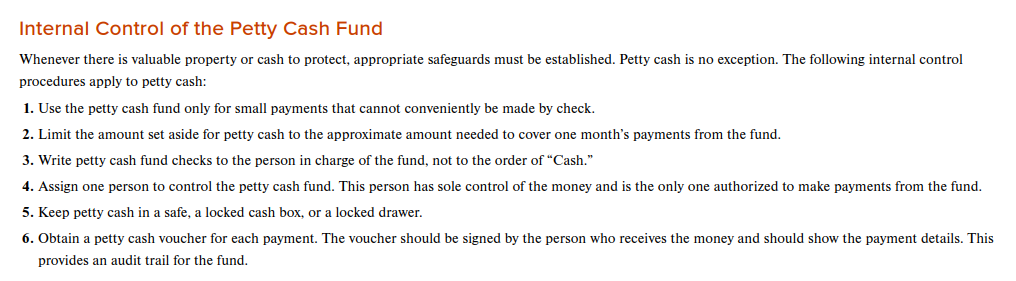 Internal Control of the Petty Cash Fund
Whenever there is valuable property or cash to protect, appropriate safeguards must be established. Petty cash is no exception. The following internal control
procedures apply to petty cash:
1. Use the petty cash fund only for small payments that cannot conveniently be made by check.
2. Limit the amount set aside for petty cash to the approximate amount needed to cover one month’s payments from the fund.
3. Write petty cash fund checks to the person in charge of the fund, not to the order of “Cash.”
4. Assign one person to control the petty cash fund. This person has sole control of the money and is the only one authorized to make payments from the fund.
5. Keep petty cash in a safe, a locked cash box, or a locked drawer.
6. Obtain a petty cash voucher for each payment. The voucher should be signed by the person who receives the money and should show the payment details. This
provides an audit trail for the fund.